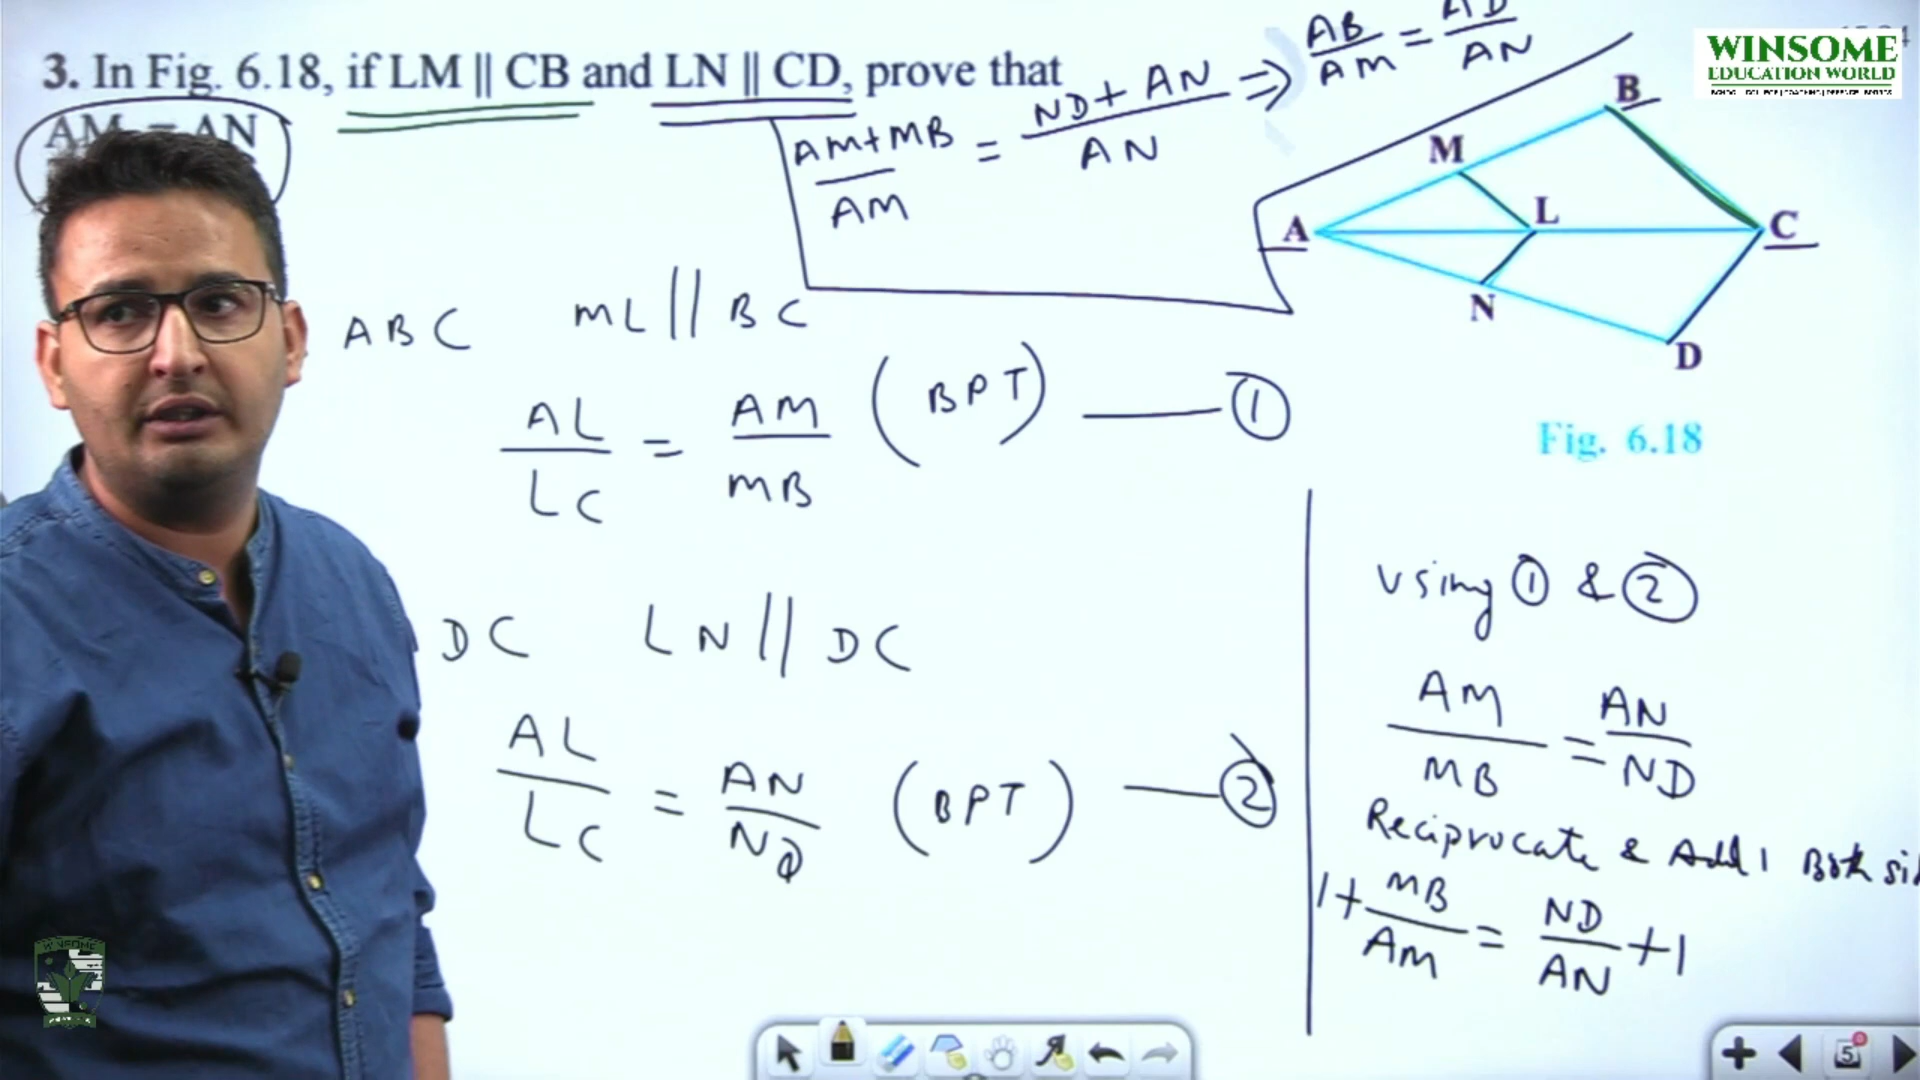 3. In Fig. 6.18, if LM || CB and LN || CD, prove that
AM = AN
AM+MB / AM = ND+AN / AN => AB / AM = AD / AN
WINSOME
EDUCATION WORLD
B
M
L
A
C
N
D
Fig. 6.18
ABC ML || BC
AL / LC = AM / MB (BPT) — 1
DC LN || DC
AL / LC = AN / ND (BPT) — 2
Using 1 & 2
AM / MB = AN / ND
Reciprocate & Add 1 Both si
1 + MB / AM = ND / AN + 1
5